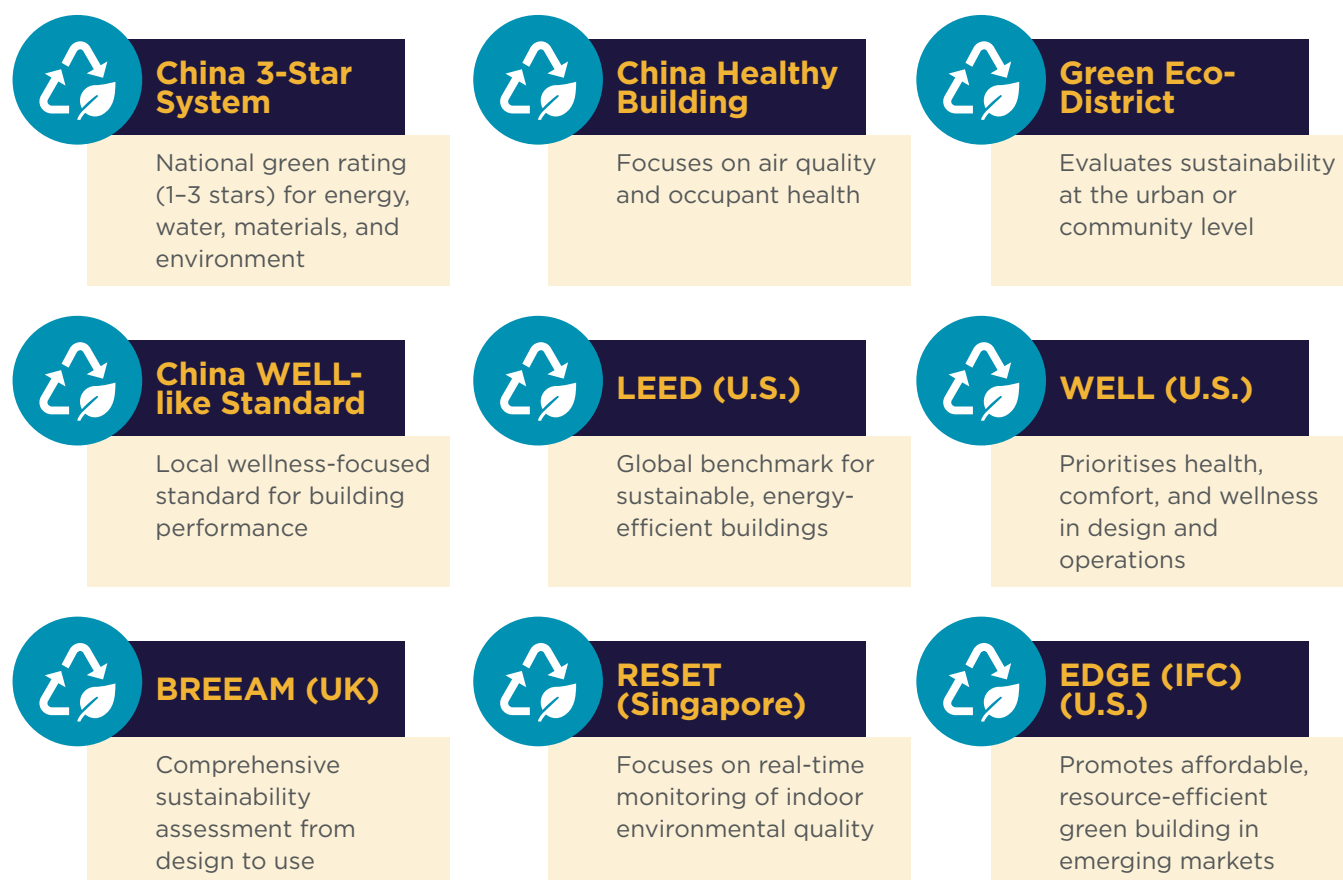 China 3-Star
System
National green rating
(1–3 stars) for energy,
water, materials, and
environment
China Healthy
Building
Focuses on air quality
and occupant health
Green Eco-
District
Evaluates sustainability
at the urban or
community level
China WELL-
like Standard
Local wellness-focused
standard for building
performance
LEED (U.S.)
Global benchmark for
sustainable, energy-
efficient buildings
WELL (U.S.)
Prioritises health,
comfort, and wellness
in design and
operations
BREEAM (UK)
Comprehensive
sustainability
assessment from
design to use
RESET
(Singapore)
Focuses on real-time
monitoring of indoor
environmental quality
EDGE (IFC)
(U.S.)
Promotes affordable,
resource-efficient
green building in
emerging markets